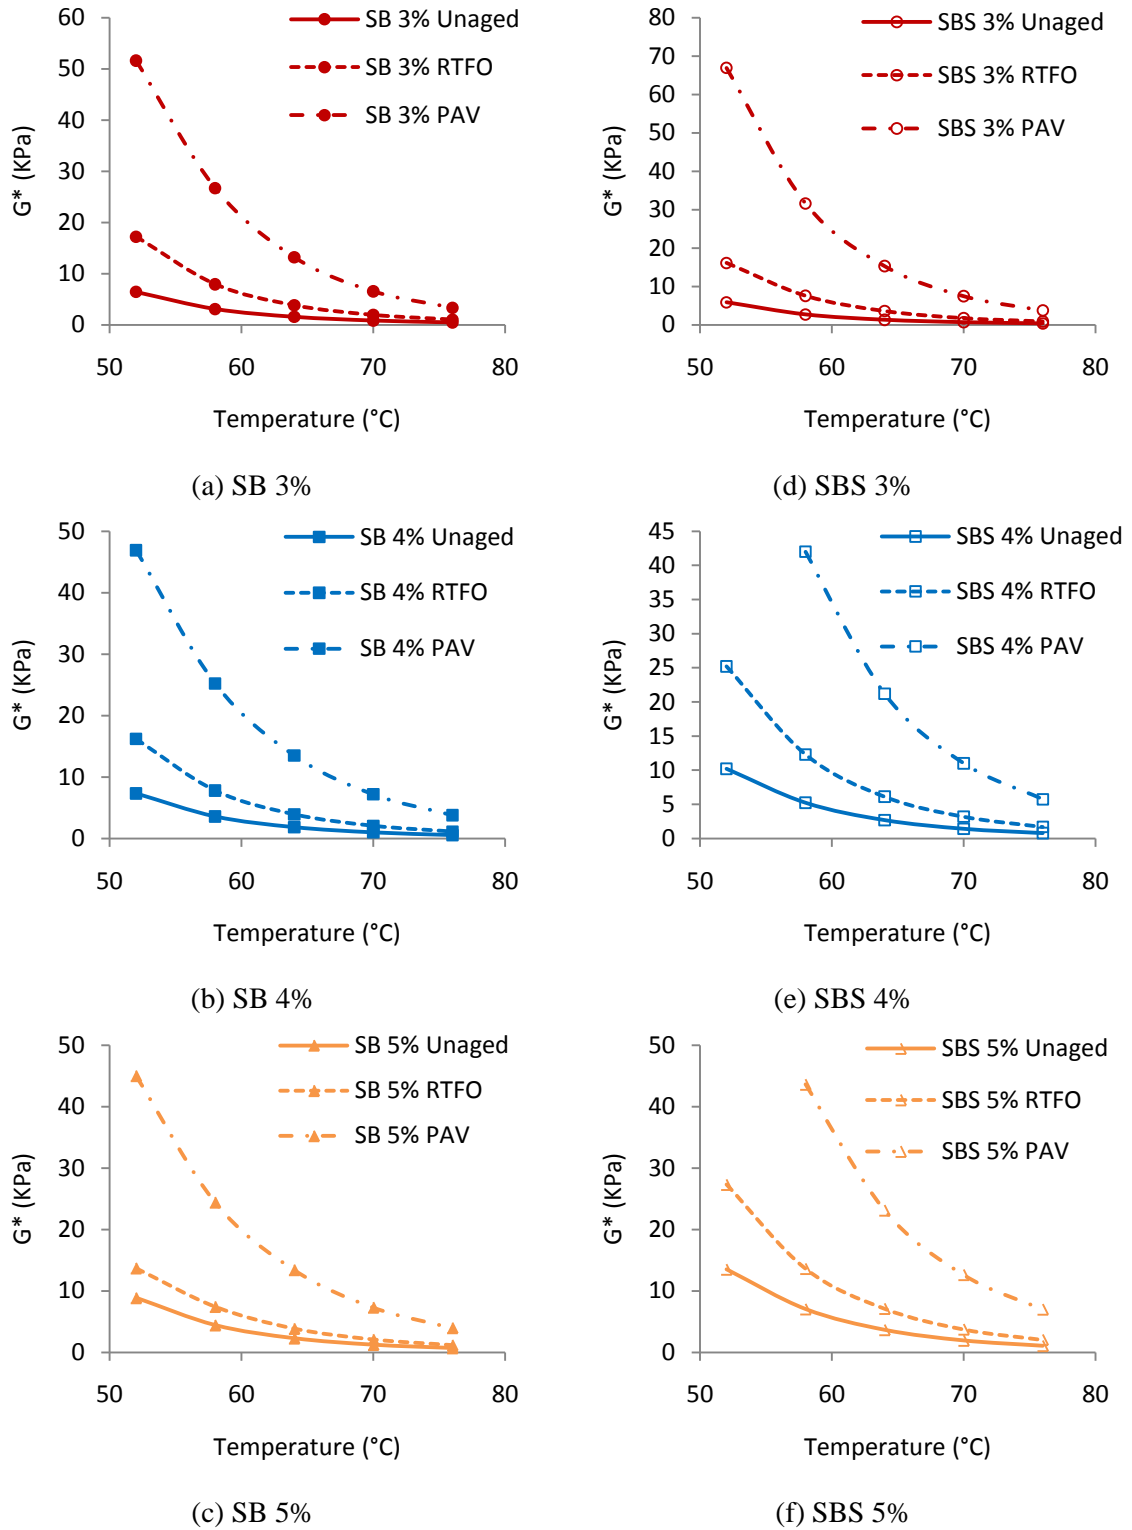 60
50
40
30
20
10
0
G* (KPa)
50
60
70
80
Temperature (°C)
SB 3% Unaged
SB 3% RTFO
SB 3% PAV
(a) SB 3%
80
70
60
50
40
30
20
10
0
G* (KPa)
50
60
70
80
Temperature (°C)
SBS 3% Unaged
SBS 3% RTFO
SBS 3% PAV
(d) SBS 3%
50
40
30
20
10
0
G* (KPa)
50
60
70
80
Temperature (°C)
SB 4% Unaged
SB 4% RTFO
SB 4% PAV
(b) SB 4%
45
40
35
30
25
20
15
10
5
0
G* (KPa)
50
60
70
80
Temperature (°C)
SBS 4% Unaged
SBS 4% RTFO
SBS 4% PAV
(e) SBS 4%
50
40
30
20
10
0
G* (KPa)
50
60
70
80
Temperature (°C)
SB 5% Unaged
SB 5% RTFO
SB 5% PAV
(c) SB 5%
50
40
30
20
10
0
G* (KPa)
50
60
70
80
Temperature (°C)
SBS 5% Unaged
SBS 5% RTFO
SBS 5% PAV
(f) SBS 5%